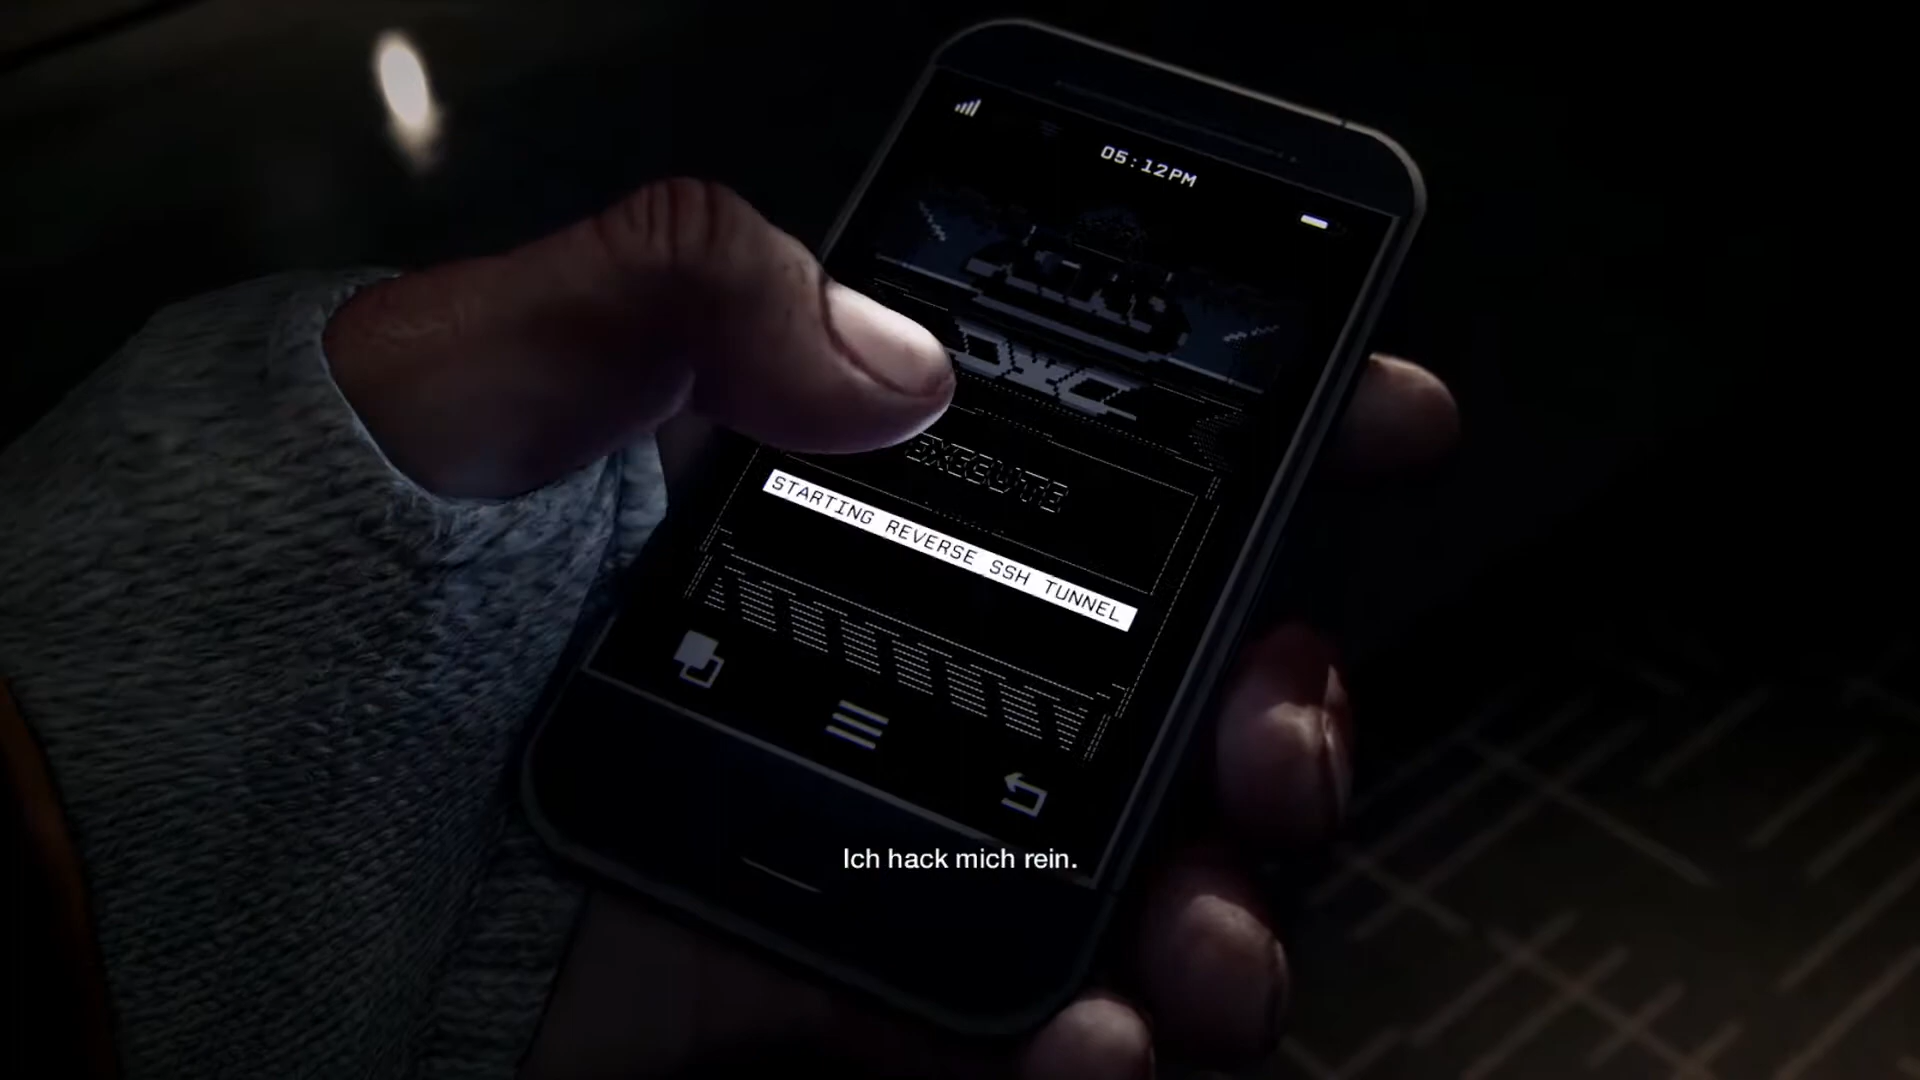 05:12PM
EXECUTE
STARTING REVERSE SSH TUNNEL
Ich hack mich rein.